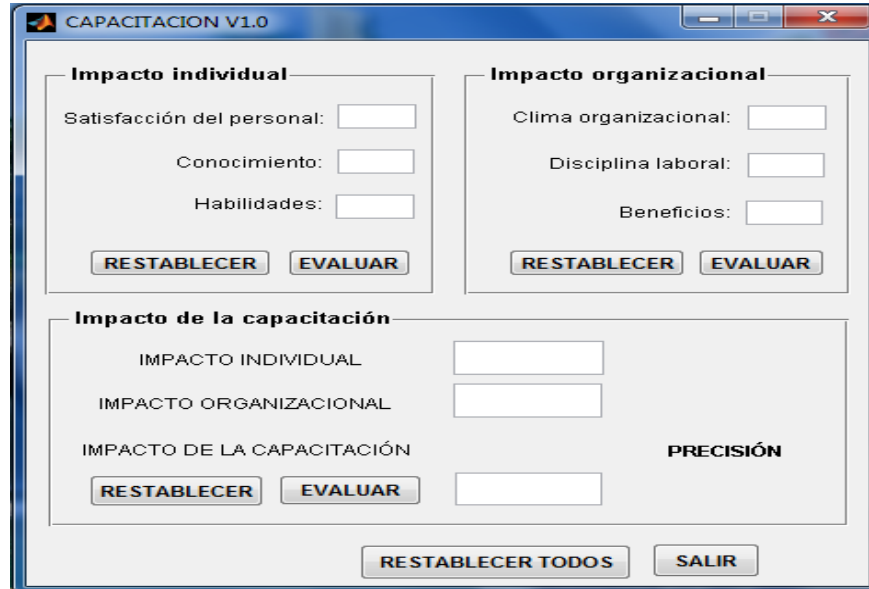 CAPACITACION V1.0
Impacto individual
Satisfacción del personal:
Conocimiento:
Habilidades:
RESTABLECER EVALUAR
Impacto organizacional
Clima organizacional:
Disciplina laboral:
Beneficios:
RESTABLECER EVALUAR
Impacto de la capacitación
IMPACTO INDIVIDUAL
IMPACTO ORGANIZACIONAL
IMPACTO DE LA CAPACITACIÓN PRECISIÓN
RESTABLECER EVALUAR
RESTABLECER TODOS SALIR